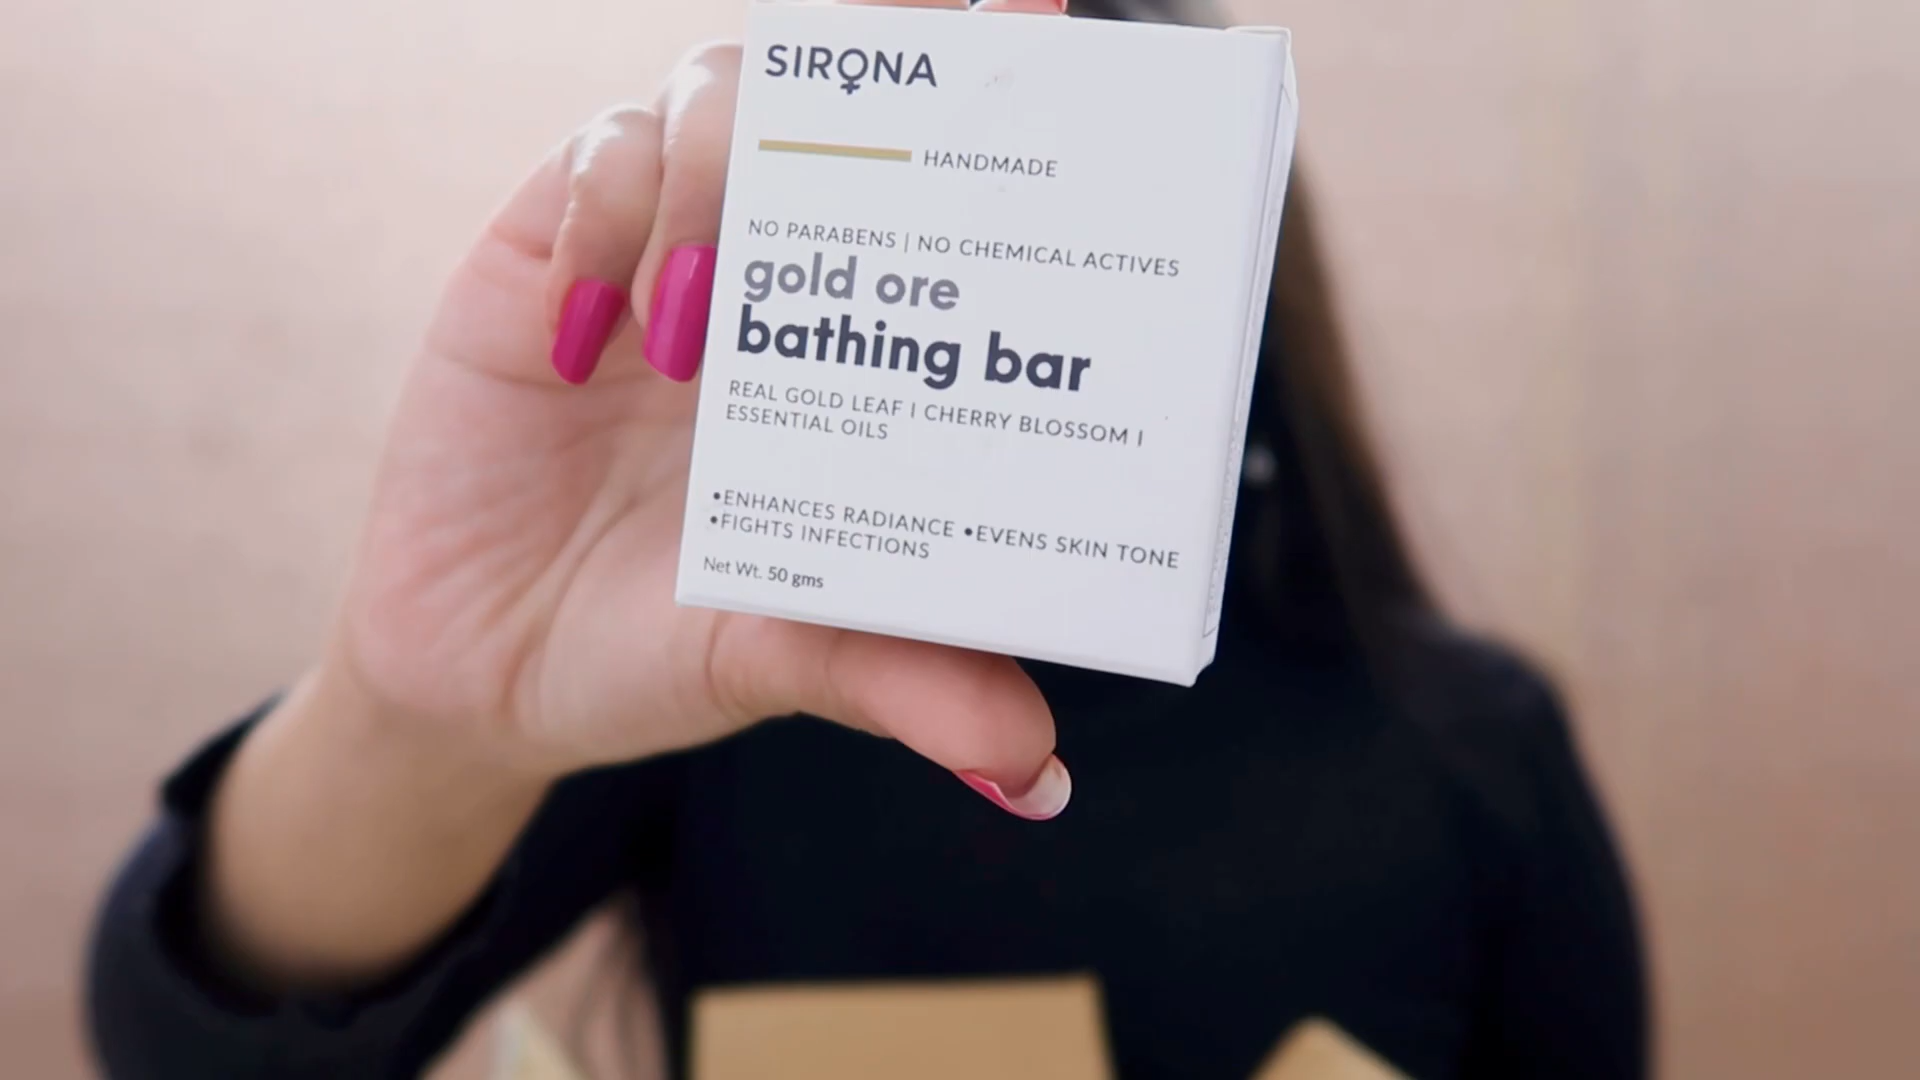 SIRONA
HANDMADE
NO PARABENS | NO CHEMICAL ACTIVES
gold ore
bathing bar
REAL GOLD LEAF I CHERRY BLOSSOM I
ESSENTIAL OILS
•ENHANCES RADIANCE •EVENS SKIN TONE
•FIGHTS INFECTIONS
Net Wt. 50 gms